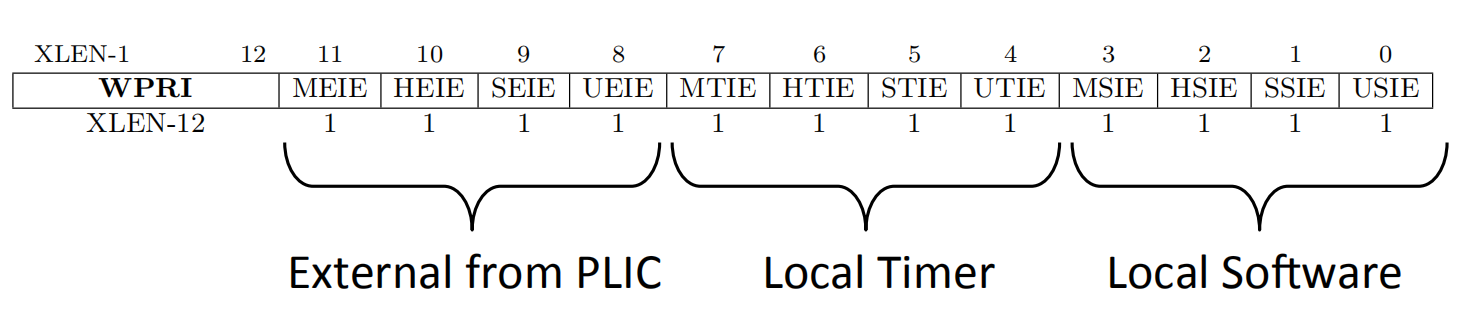 XLEN-1 12 11 10 9 8 7 6 5 4 3 2 1 0
WPRI MEIE HEIE SEIE UEIE MTIE HTIE STIE UTIE MSIE HSIE SSIE USIE
XLEN-12 1 1 1 1 1 1 1 1 1 1 1 1
External from PLIC Local Timer Local Software